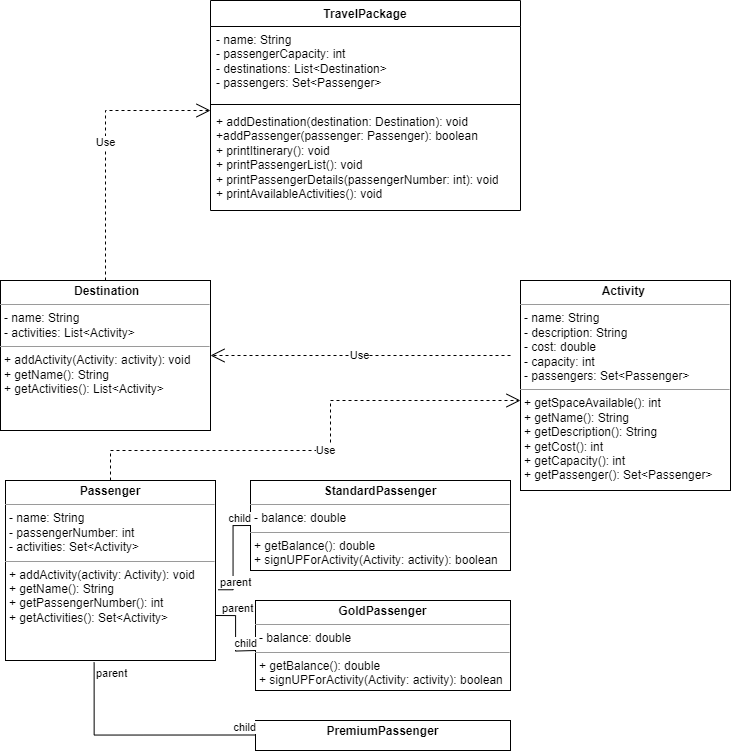 TravelPackage
- name: String
- passengerCapacity: int
- destinations: List<Destination>
- passengers: Set<Passenger>
+ addDestination(destination: Destination): void
+addPassenger(passenger: Passenger): boolean
+ printItinerary(): void
+ printPassengerList(): void
+ printPassengerDetails(passengerNumber: int): void
+ printAvailableActivities(): void
Use
Destination
- name: String
- activities: List<Activity>
+ addActivity(Activity: activity): void
+ getName(): String
+ getActivities(): List<Activity>
Use
Activity
- name: String
- description: String
- cost: double
- capacity: int
- passengers: Set<Passenger>
+ getSpaceAvailable(): int
+ getName(): String
+ getDescription(): String
+ getCost(): int
+ getCapacity(): int
+ getPassenger(): Set<Passenger>
Use
Passenger
- name: String
- passengerNumber: int
- activities: Set<Activity>
+ addActivity(activity: Activity): void
+ getName(): String
+ getPassengerNumber(): int
+ getActivities(): Set<Activity>
child
parent
StandardPassenger
- balance: double
+ getBalance(): double
+ signUPForActivity(Activity: activity): boolean
parent
child
GoldPassenger
- balance: double
+ getBalance(): double
+ signUPForActivity(Activity: activity): boolean
parent
child
PremiumPassenger